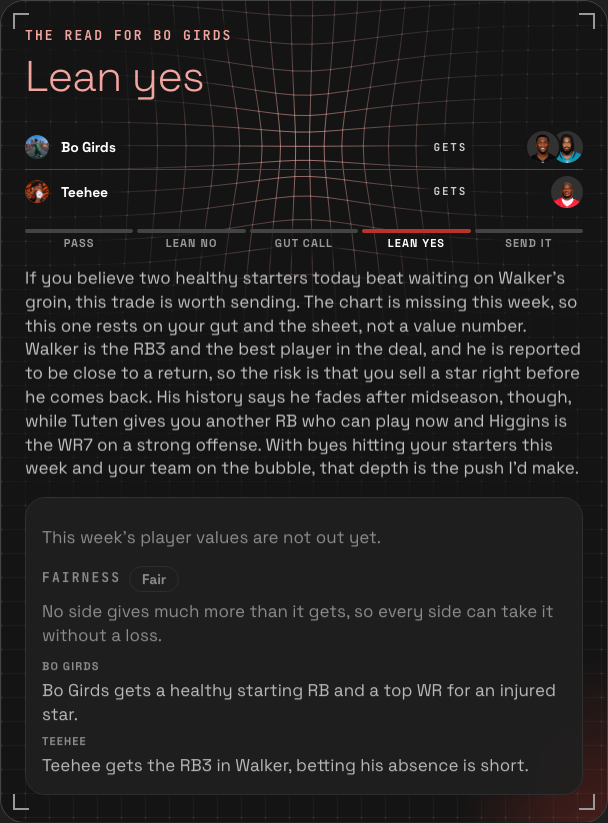 THE READ FOR BO GIRDS
Lean yes
Bo Girds GETS
Teehee GETS
PASS LEAN NO GUT CALL LEAN YES SEND IT
If you believe two healthy starters today beat waiting on Walker's
groin, this trade is worth sending. The chart is missing this week, so
this one rests on your gut and the sheet, not a value number.
Walker is the RB3 and the best player in the deal, and he is reported
to be close to a return, so the risk is that you sell a star right before
he comes back. His history says he fades after midseason, though,
while Tuten gives you another RB who can play now and Higgins is
the WR7 on a strong offense. With byes hitting your starters this
week and your team on the bubble, that depth is the push I'd make.
This week's player values are not out yet.
FAIRNESS Fair
No side gives much more than it gets, so every side can take it
without a loss.
BO GIRDS
Bo Girds gets a healthy starting RB and a top WR for an injured
star.
TEEHEE
Teehee gets the RB3 in Walker, betting his absence is short.